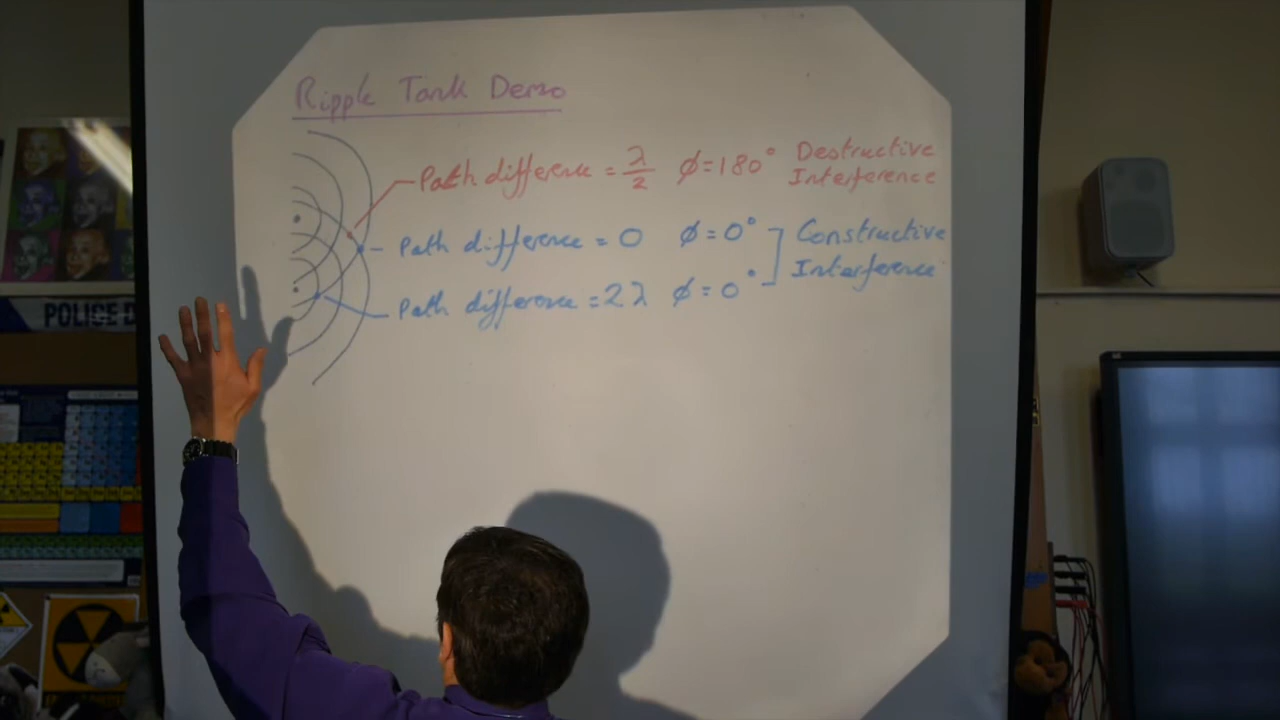 Ripple Tank Demo
Path difference = λ/2 φ=180° Destructive Interference
Path difference = 0 φ=0°
Path difference = 2λ φ=0°
Constructive Interference
POLICE D